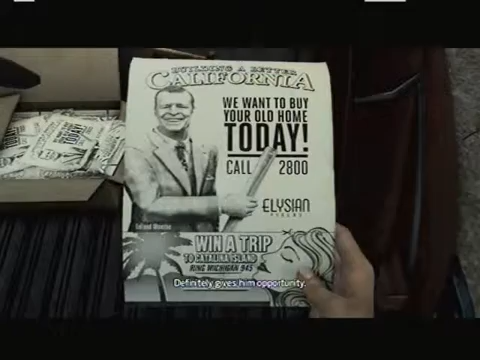 BUILDING A BETTER
CALIFORNIA
WE WANT TO BUY
YOUR OLD HOME
TODAY!
CALL 2800
ELYSIAN
FIELDS
WIN A TRIP
TO CATALINA ISLAND
RING MICHIGAN 945
Definitely gives him opportunity.